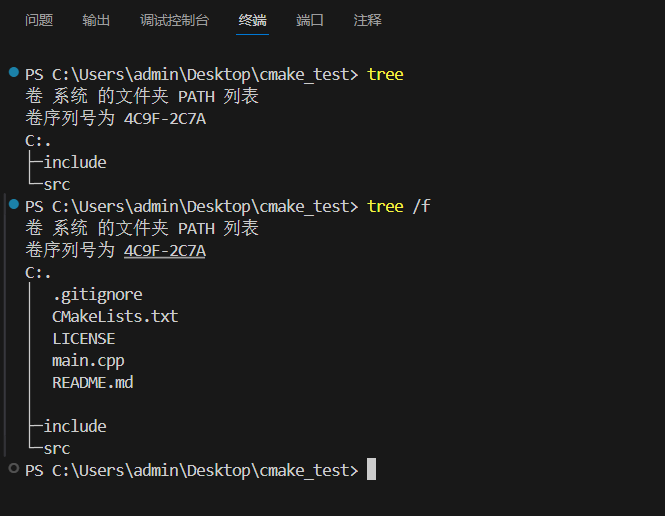 问题 输出 调试控制台 终端 端口 注释
PS C:\Users\admin\Desktop\cmake_test> tree
卷 系统 的文件夹 PATH 列表
卷序列号为 4C9F-2C7A
C:.
├─include
└─src
PS C:\Users\admin\Desktop\cmake_test> tree /f
卷 系统 的文件夹 PATH 列表
卷序列号为 4C9F-2C7A
C:.
│  .gitignore
│  CMakeLists.txt
│  LICENSE
│  main.cpp
│  README.md
│
├─include
└─src
PS C:\Users\admin\Desktop\cmake_test>